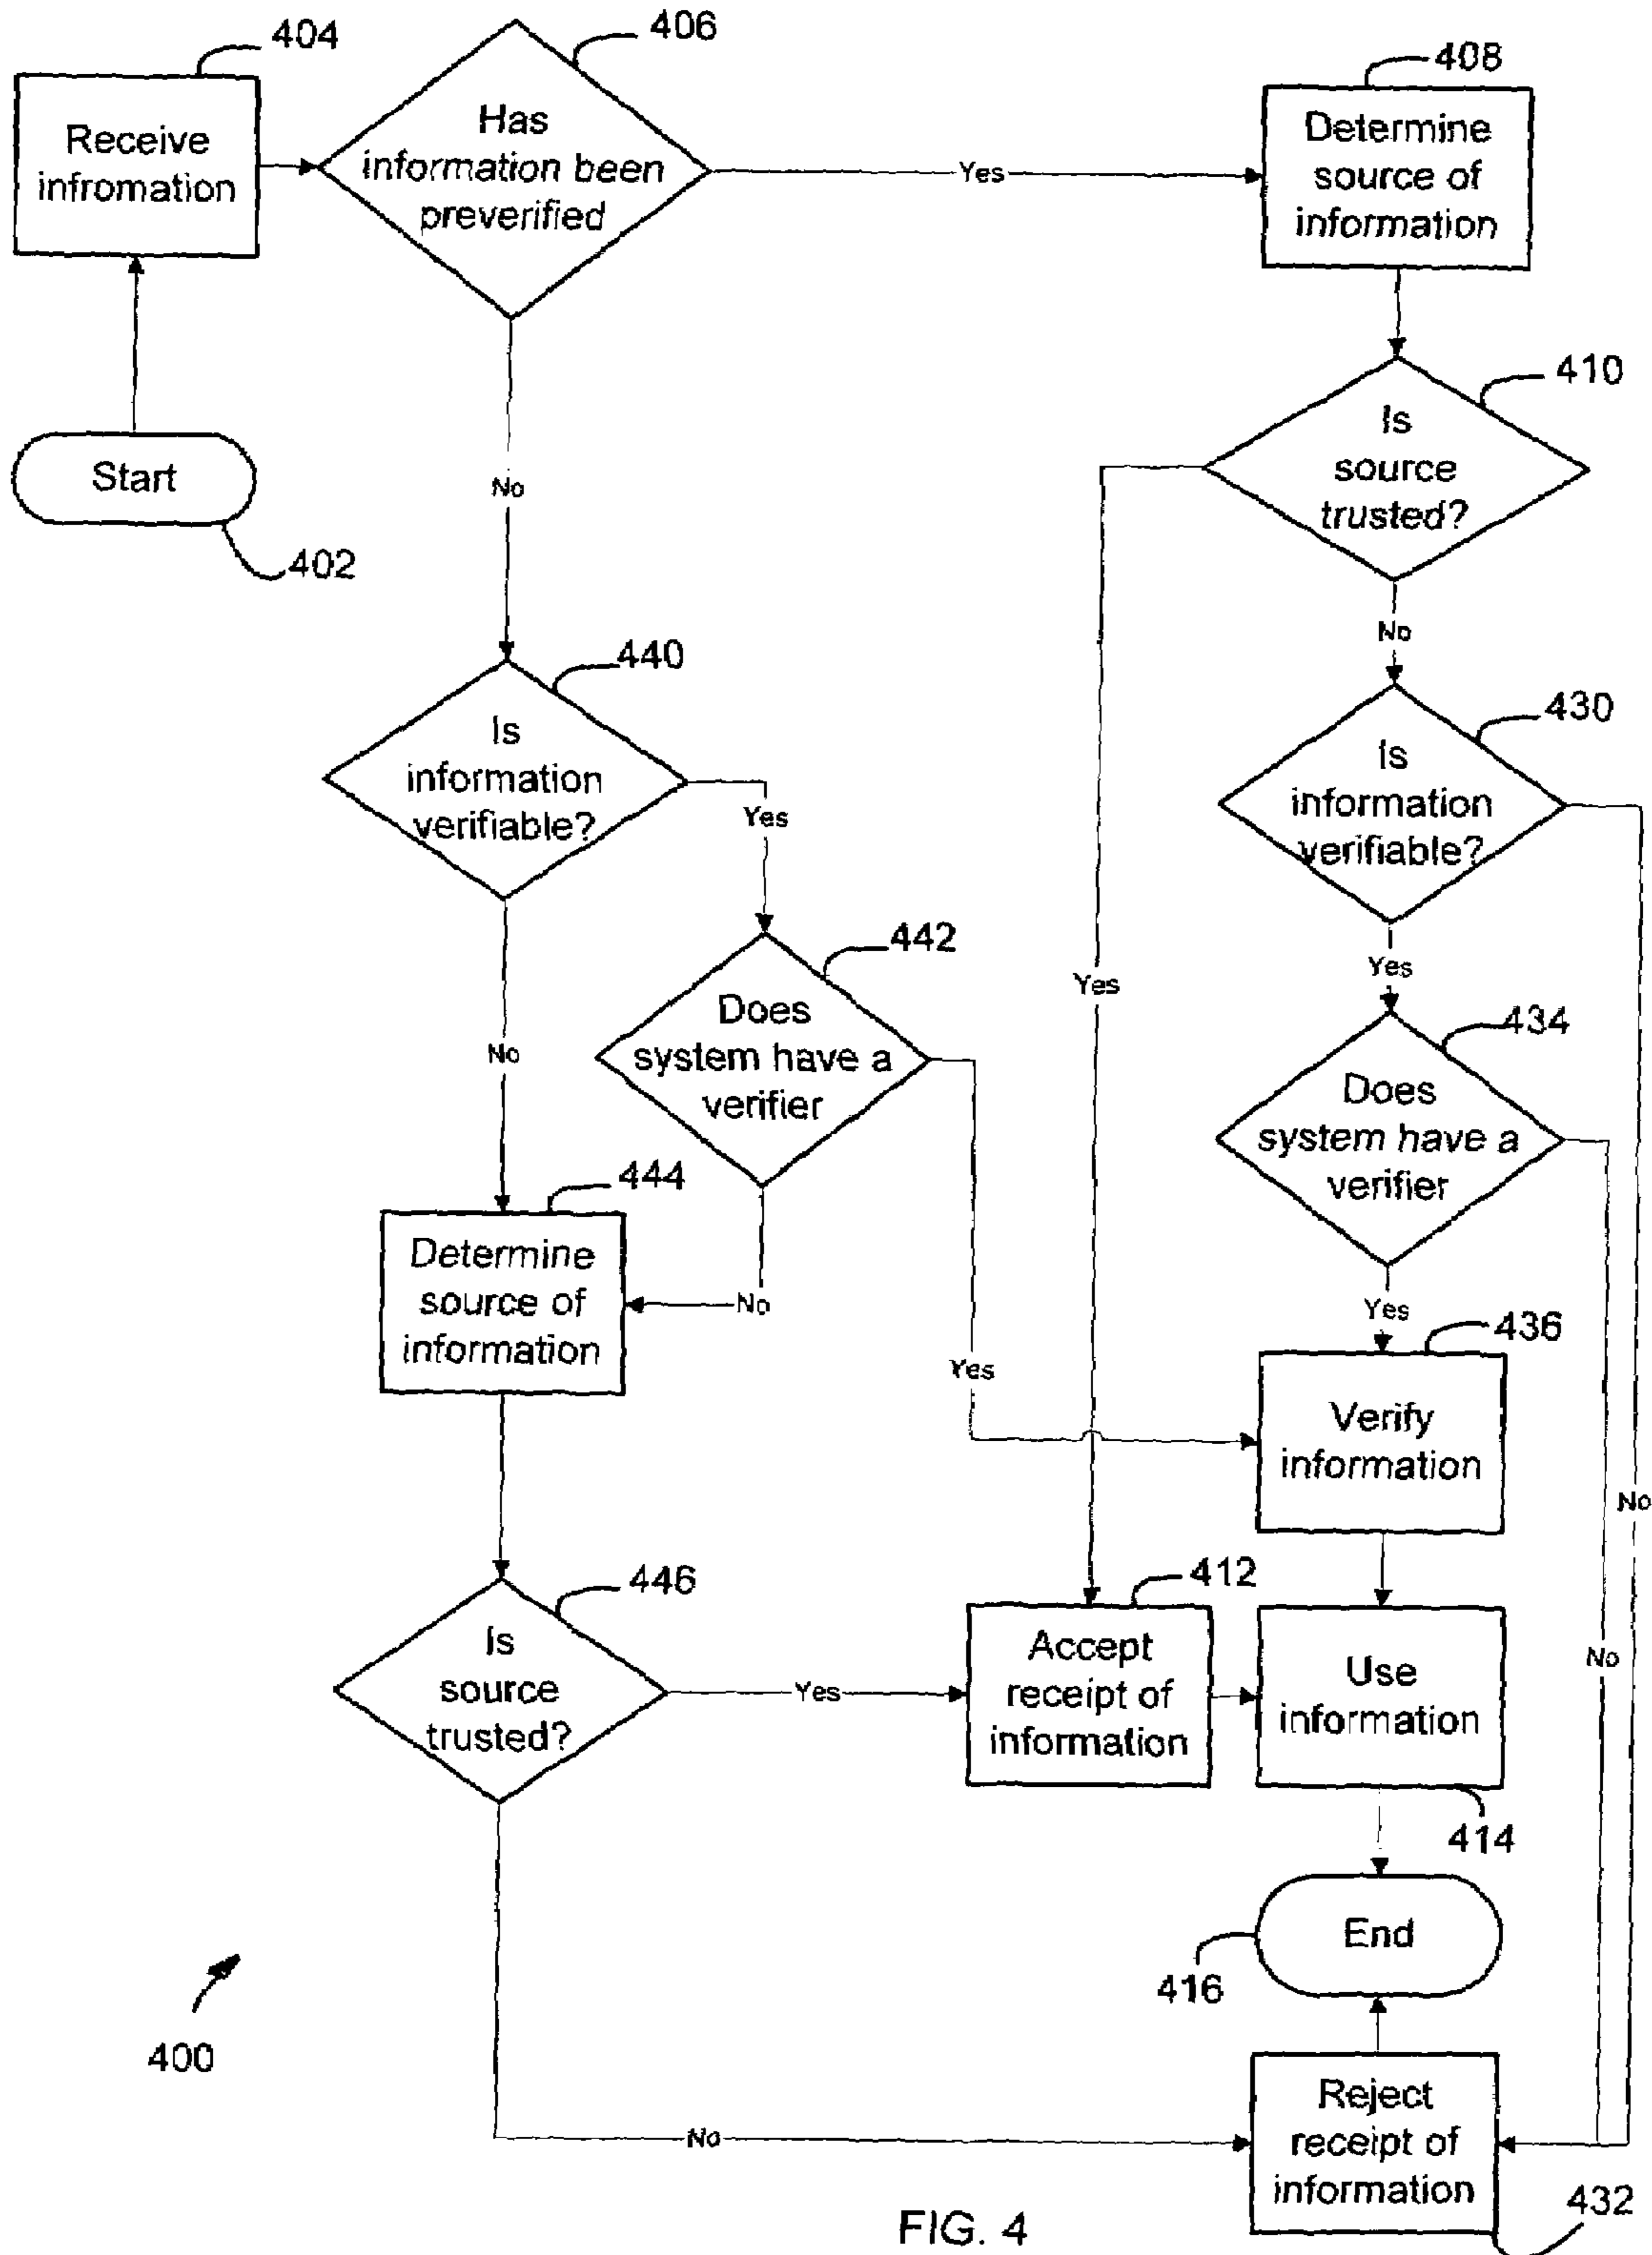 404
406
408
Receive
infromation
Has
information been
preverified
Yes
Determine
source of
information
410
Is
source
trusted?
Start
402
No
No
440
430
Is
information
verifiable?
Yes
Is
information
verifiable?
442
Yes
Yes
434
Does
system have a
verifier
No
Does
system have a
verifier
444
Determine
source of
information
No
Yes
436
Yes
Verify
information
No
446
412
Is
source
trusted?
Yes
Accept
receipt of
information
Use
information
No
414
End
416
400
No
Reject
receipt of
information
432
FIG. 4